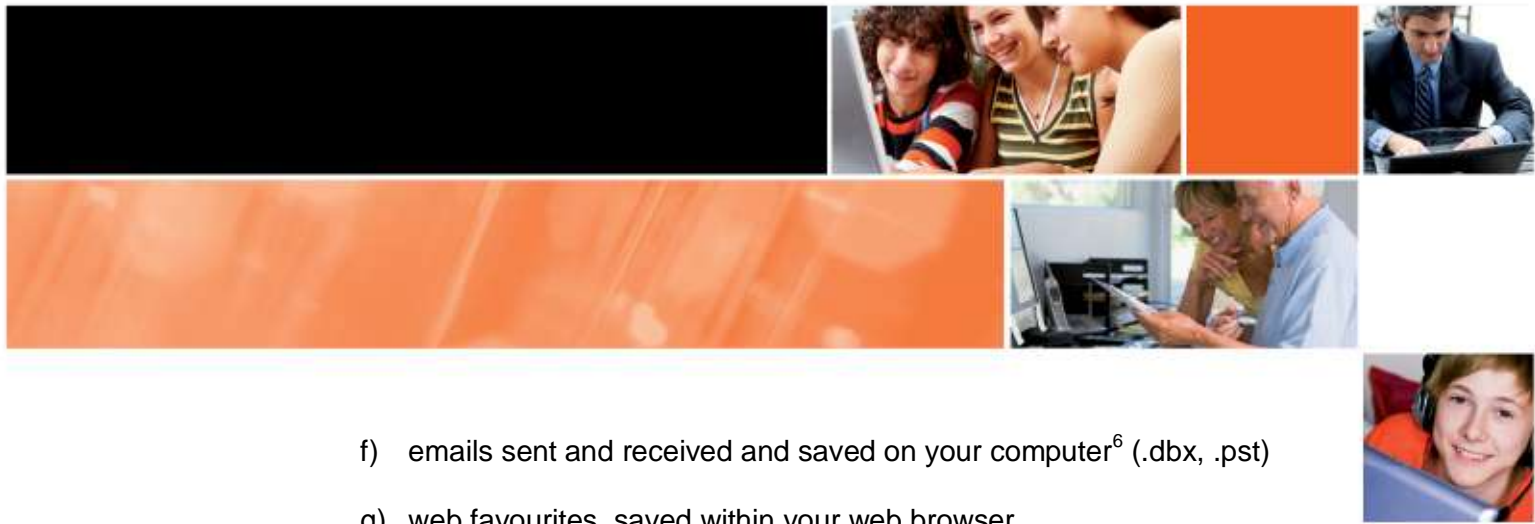 f) emails sent and received and saved on your computer⁶ (.dbx, .pst)
g) web favourites, saved within your web browser